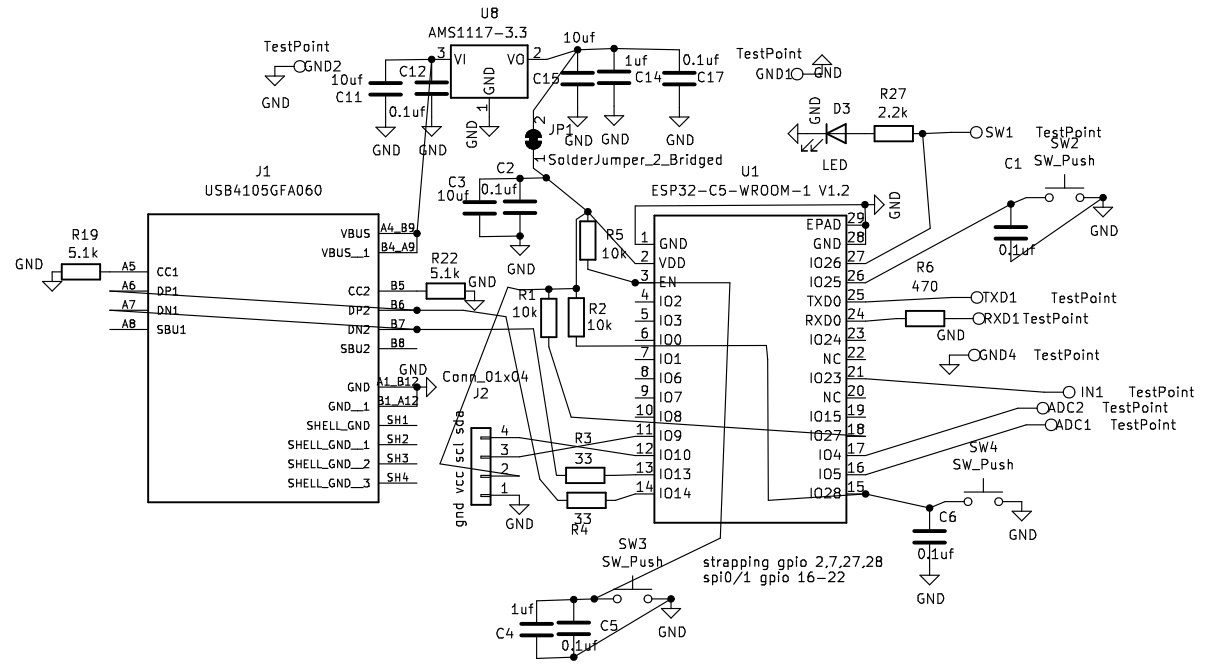 U8
AMS1117-3.3
TestPoint
GND2
GND
10uf
C11
GND
C12
0.1uf
GND
3
VI
VO
2
GND
1
GND
10uf
C15
GND
1uf
C14
GND
0.1uf
C17
GND
TestPoint
GND1
GND
2
JP1
1
SolderJumper_2_Bridged
GND
D3
LED
R27
2.2k
SW1
TestPoint
SW2
SW_Push
C1
0.1uf
GND
J1
USB4105GFA060
VBUS
A4_B9
VBUS_1
B4_A9
R19
5.1k
GND
A5
CC1
A6
DP1
A7
DN1
A8
SBU1
CC2
B5
R22
5.1k
GND
DP2
B6
DN2
B7
SBU2
B8
GND
GND
A1_B12
GND_1
B1_A12
SHELL_GND
SH1
SHELL_GND_1
SH2
SHELL_GND_2
SH3
SHELL_GND_3
SH4
C3
10uf
C2
0.1uf
GND
R5
10k
R1
10k
R2
10k
Conn_01x04
J2
gnd vcc scl sda
4
3
2
1
GND
R3
33
33
R4
U1
ESP32-C5-WROOM-1 V1.2
1
GND
2
VDD
3
EN
4
IO2
5
IO3
6
IO0
7
IO1
8
IO6
9
IO7
10
IO8
11
IO9
12
IO10
13
IO13
14
IO14
EPAD
29
GND
28
IO26
27
IO25
26
TXD0
25
RXD0
24
IO24
23
NC
22
IO23
21
NC
20
IO15
19
IO27
18
IO4
17
IO5
16
IO28
15
GND
R6
470
TXD1
TestPoint
RXD1
TestPoint
GND
GND4
TestPoint
IN1
TestPoint
ADC2
TestPoint
ADC1
TestPoint
SW4
SW_Push
C6
0.1uf
GND
GND
SW3
SW_Push
1uf
C4
C5
0.1uf
GND
strapping gpio 2,7,27,28
spi0/1 gpio 16-22